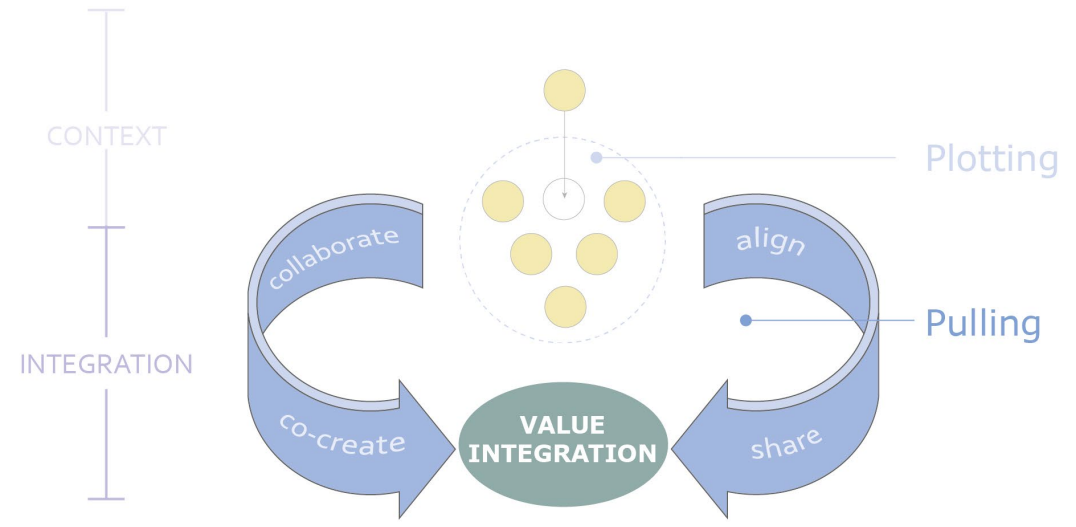 CONTEXT
Plotting
collaborate
align
Pulling
INTEGRATION
co-create
VALUE
INTEGRATION
share